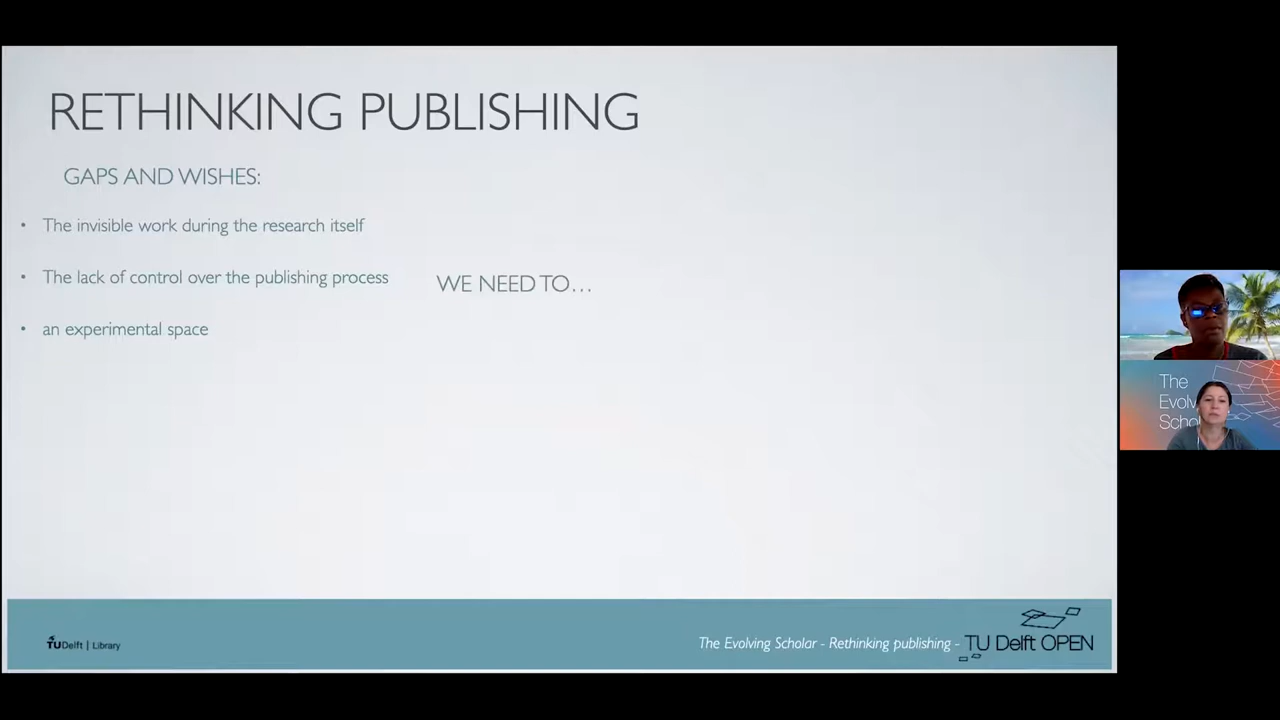 RETHINKING PUBLISHING
GAPS AND WISHES:
• The invisible work during the research itself
• The lack of control over the publishing process
• an experimental space
WE NEED TO...
TUDelft | Library
The Evolving Scholar - Rethinking publishing -
TU Delft OPEN
The
Evolv
Schol